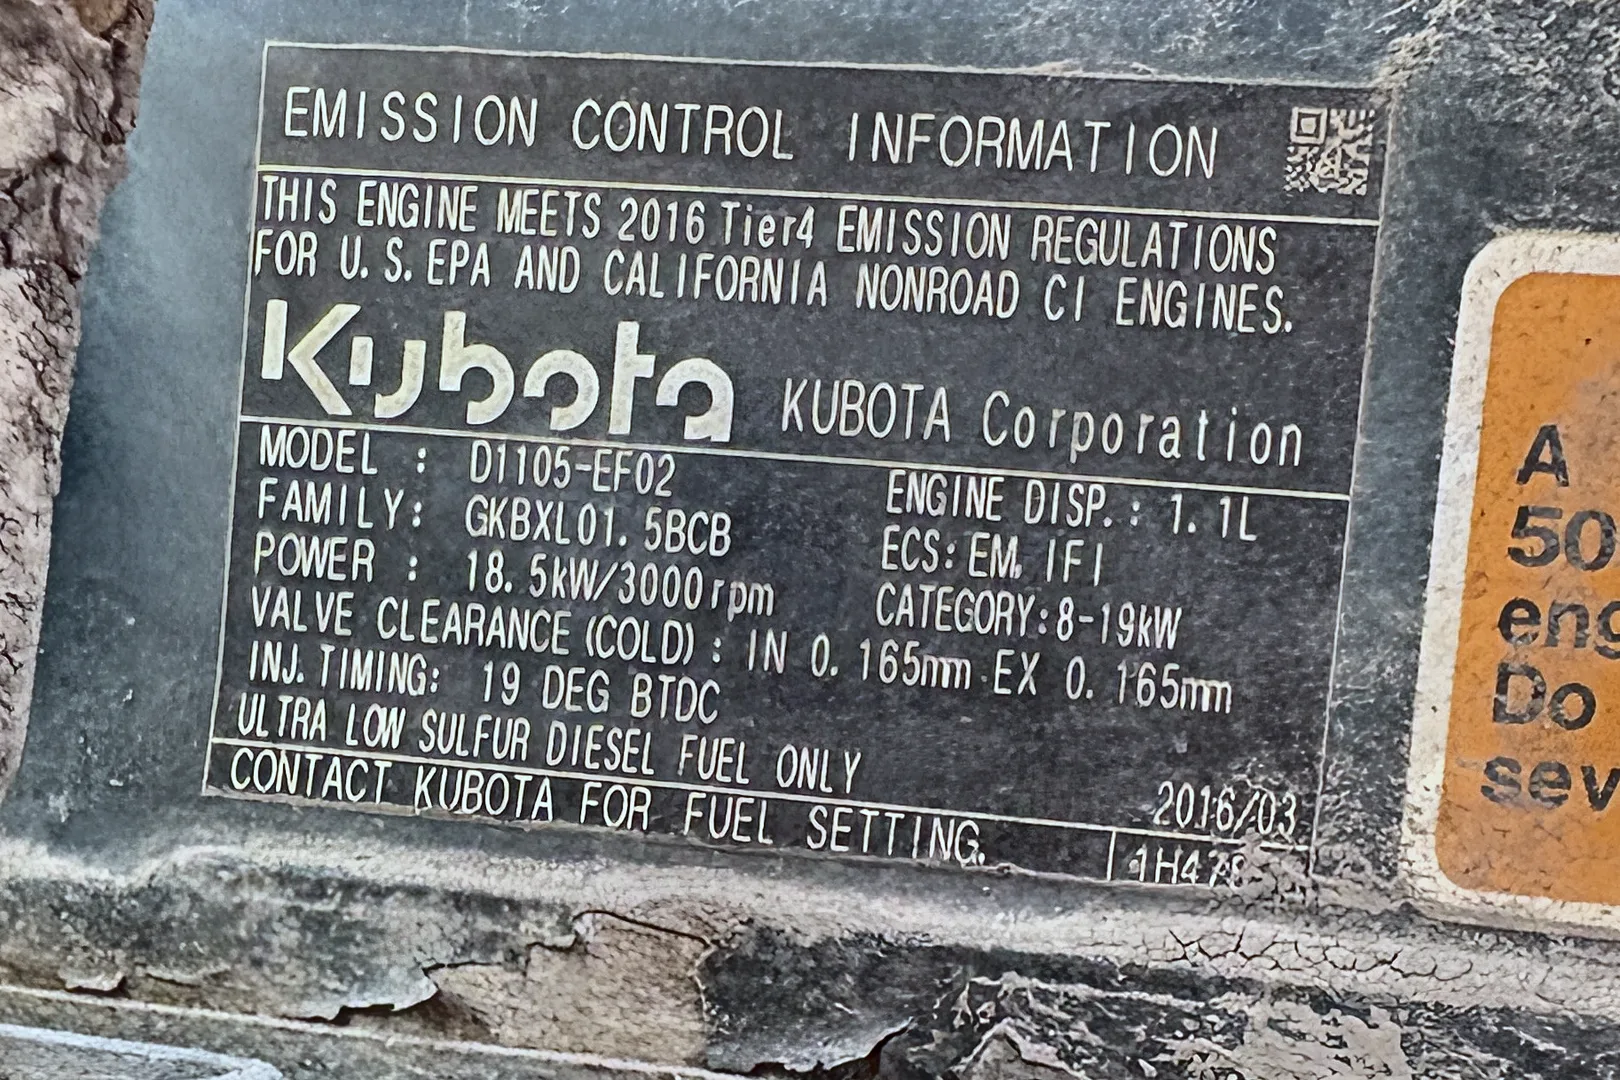 EMISSION CONTROL INFORMATION
THIS ENGINE MEETS 2016 Tier4 EMISSION REGULATIONS
FOR U.S. EPA AND CALIFORNIA NONROAD CI ENGINES.
Kubota KUBOTA Corporation
MODEL : D1105-EF02 ENGINE DISP. : 1.1L
FAMILY: GKBXL01.5BCB ECS: EM, IFI
POWER : 18.5kW/3000rpm CATEGORY:8-19kW
VALVE CLEARANCE (COLD) : IN 0.165mm EX 0.165mm
INJ. TIMING: 19 DEG BTDC
ULTRA LOW SULFUR DIESEL FUEL ONLY
2016/03
CONTACT KUBOTA FOR FUEL SETTING.
A
50
Do